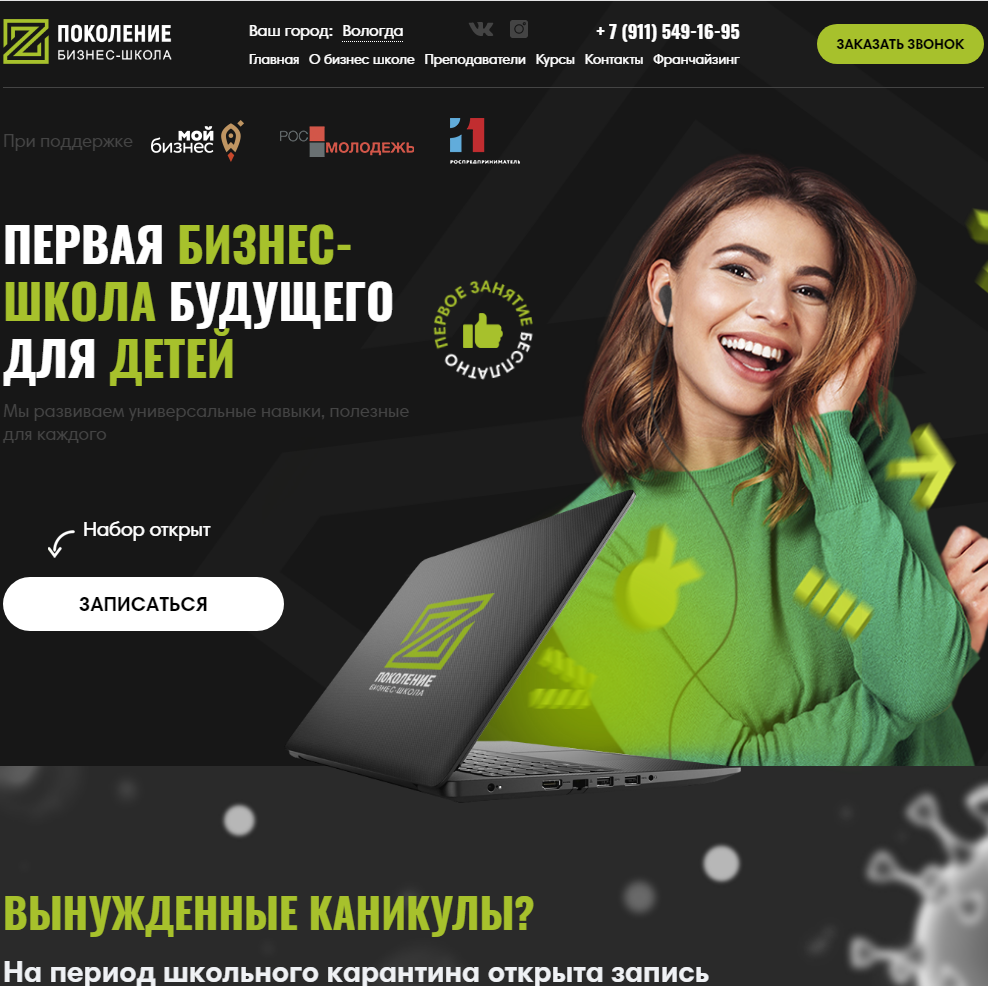 ПОКОЛЕНИЕ
БИЗНЕС-ШКОЛА
Ваш город: Вологда
+ 7 (911) 549-16-95
Главная О бизнес школе Преподаватели Курсы Контакты Франчайзинг
ЗАКАЗАТЬ ЗВОНОК
При поддержке
мой
бизнес
РОС
МОЛОДЕЖЬ
РОСПРЕДПРИНИМАТЕЛЬ
ПЕРВАЯ БИЗНЕС-
ШКОЛА БУДУЩЕГО
ДЛЯ ДЕТЕЙ
ПЕРВОЕ ЗАНЯТИЕ БЕСПЛАТНО
Мы развиваем универсальные навыки, полезные
для каждого
Набор открыт
ЗАПИСАТЬСЯ
ПОКОЛЕНИЕ
БИЗНЕС-ШКОЛА
ВЫНУЖДЕННЫЕ КАНИКУЛЫ?
На период школьного карантина открыта запись